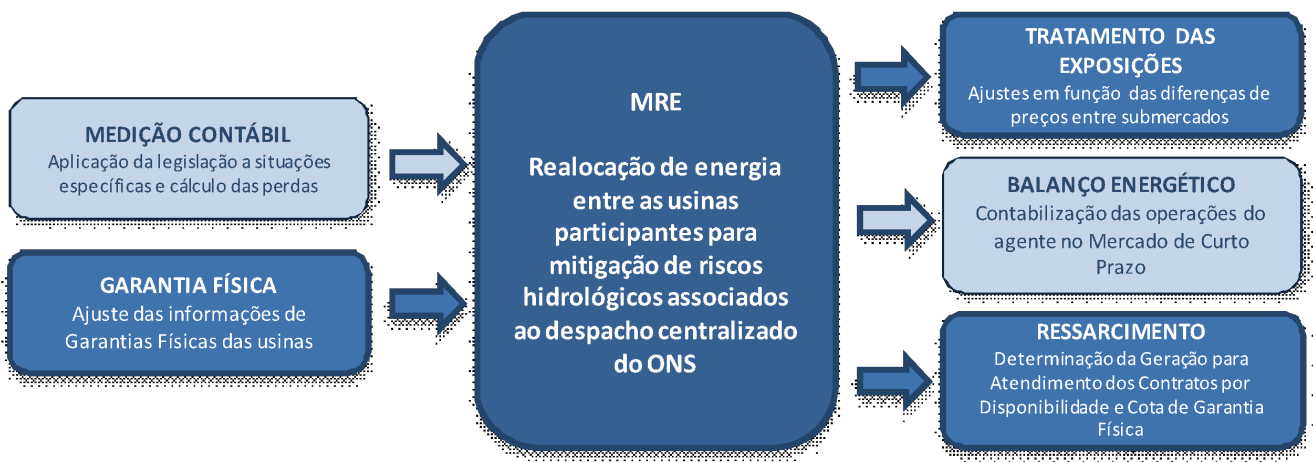 MEDIÇÃO CONTÁBIL
Aplicação da legislação a situações
específicas e cálculo das perdas
GARANTIA FÍSICA
Ajuste das informações de
Garantias Físicas das usinas
MRE
Realocação de energia
entre as usinas
participantes para
mitigação de riscos
hidrológicos associados
ao despacho centralizado
do ONS
TRATAMENTO DAS
EXPOSIÇÕES
Ajustes em função das diferenças de
preços entre submercados
BALANÇO ENERGÉTICO
Contabilização das operações do
agente no Mercado de Curto
Prazo
RESSARCIMENTO
Determinação da Geração para
Atendimento dos Contratos por
Disponibilidade e Cota de Garantia
Física